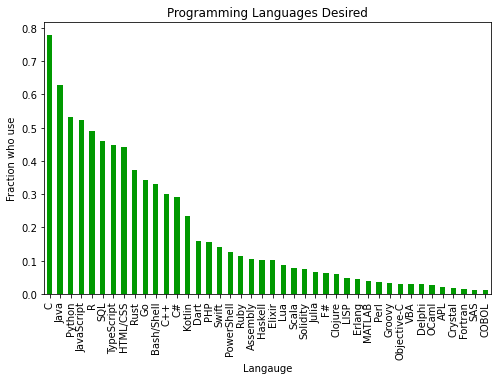 Programming Languages Desired
Fraction who use
0.8
0.7
0.6
0.5
0.4
0.3
0.2
0.1
0.0
C
Java
Python
JavaScript
R
SQL
TypeScript
HTML/CSS
Rust
Go
Bash/Shell
C++
C#
Kotlin
Dart
PHP
Swift
PowerShell
Ruby
Assembly
Haskell
Elixir
Lua
Scala
Solidity
Julia
F#
Clojure
LISP
Erlang
MATLAB
Perl
Groovy
Objective-C
VBA
Delphi
OCaml
APL
Crystal
Fortran
SAS
COBOL
Langauge